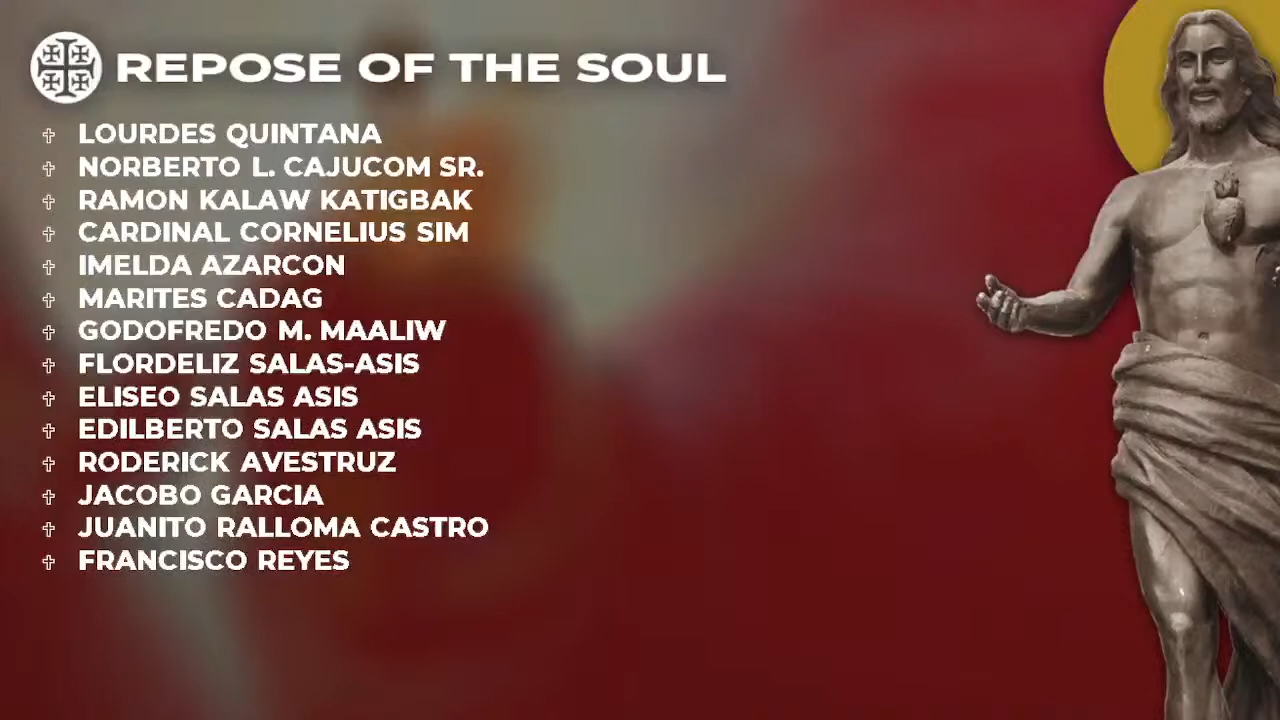 REPOSE OF THE SOUL
LOURDES QUINTANA
NORBERTO L. CAJUCOM SR.
RAMON KALAW KATIGBAK
CARDINAL CORNELIUS SIM
IMELDA AZARCON
MARITES CADAG
GODOFREDO M. MAALIW
FLORDELIZ SALAS-ASIS
ELISEO SALAS ASIS
EDILBERTO SALAS ASIS
RODERICK AVESTRUZ
JACOBO GARCIA
JUANITO RALLOMA CASTRO
FRANCISCO REYES